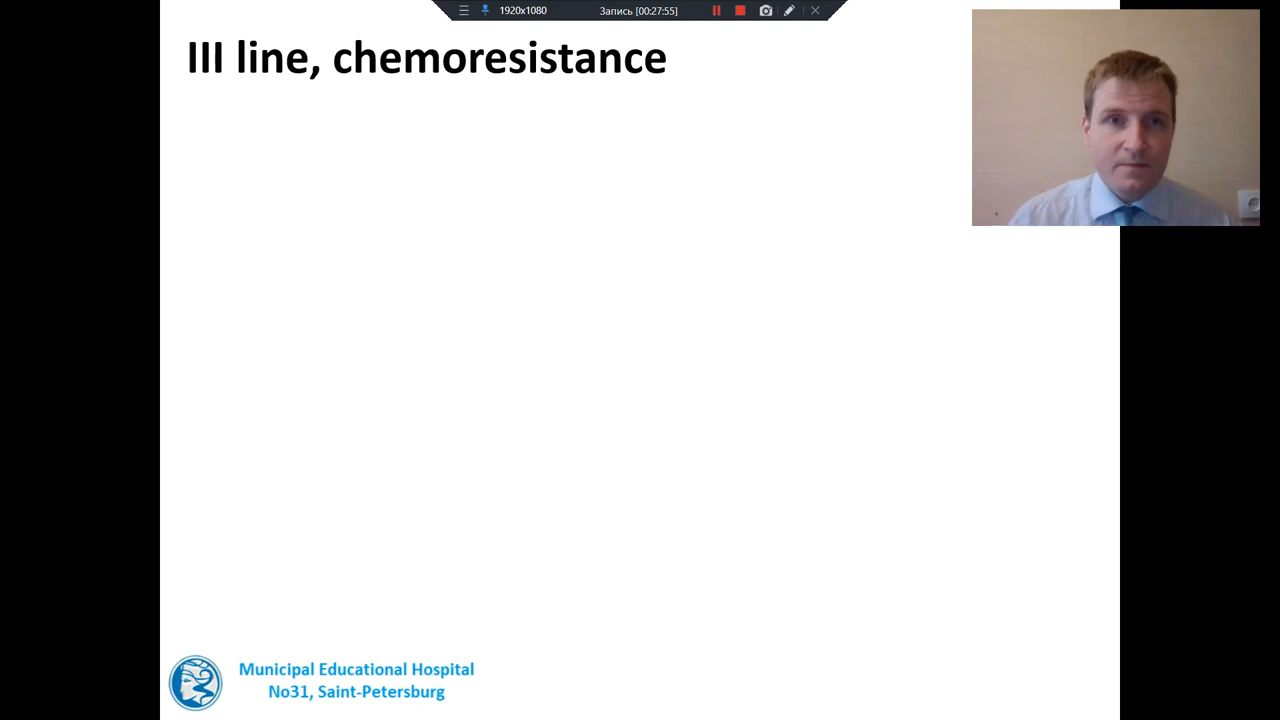 1920x1080
Запись [00:27:55]
III line, chemoresistance
Municipal Educational Hospital
No31, Saint-Petersburg